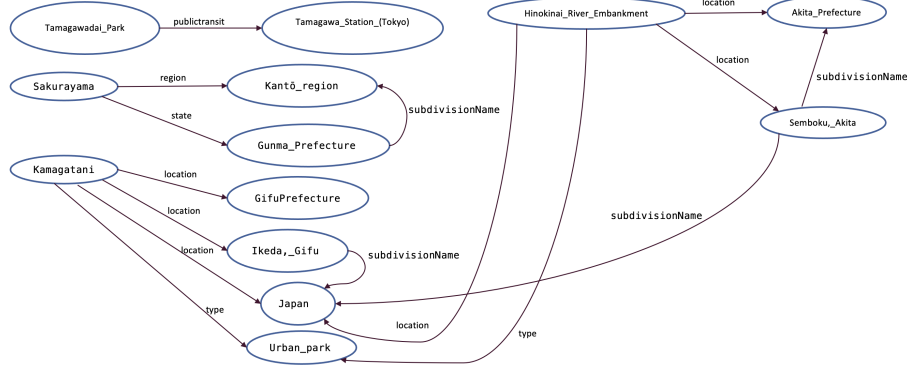 Tamagawadai_Park
publictransit
Tamagawa_Station_(Tokyo)
Hinokinai_River_Embankment
location
Akita_Prefecture
location
subdivisionName
Semboku,_Akita
Sakurayama
region
Kantō_region
state
subdivisionName
Gunma_Prefecture
Kamagatani
location
GifuPrefecture
location
Ikeda,_Gifu
subdivisionName
subdivisionName
location
Japan
type
location
type
Urban_park